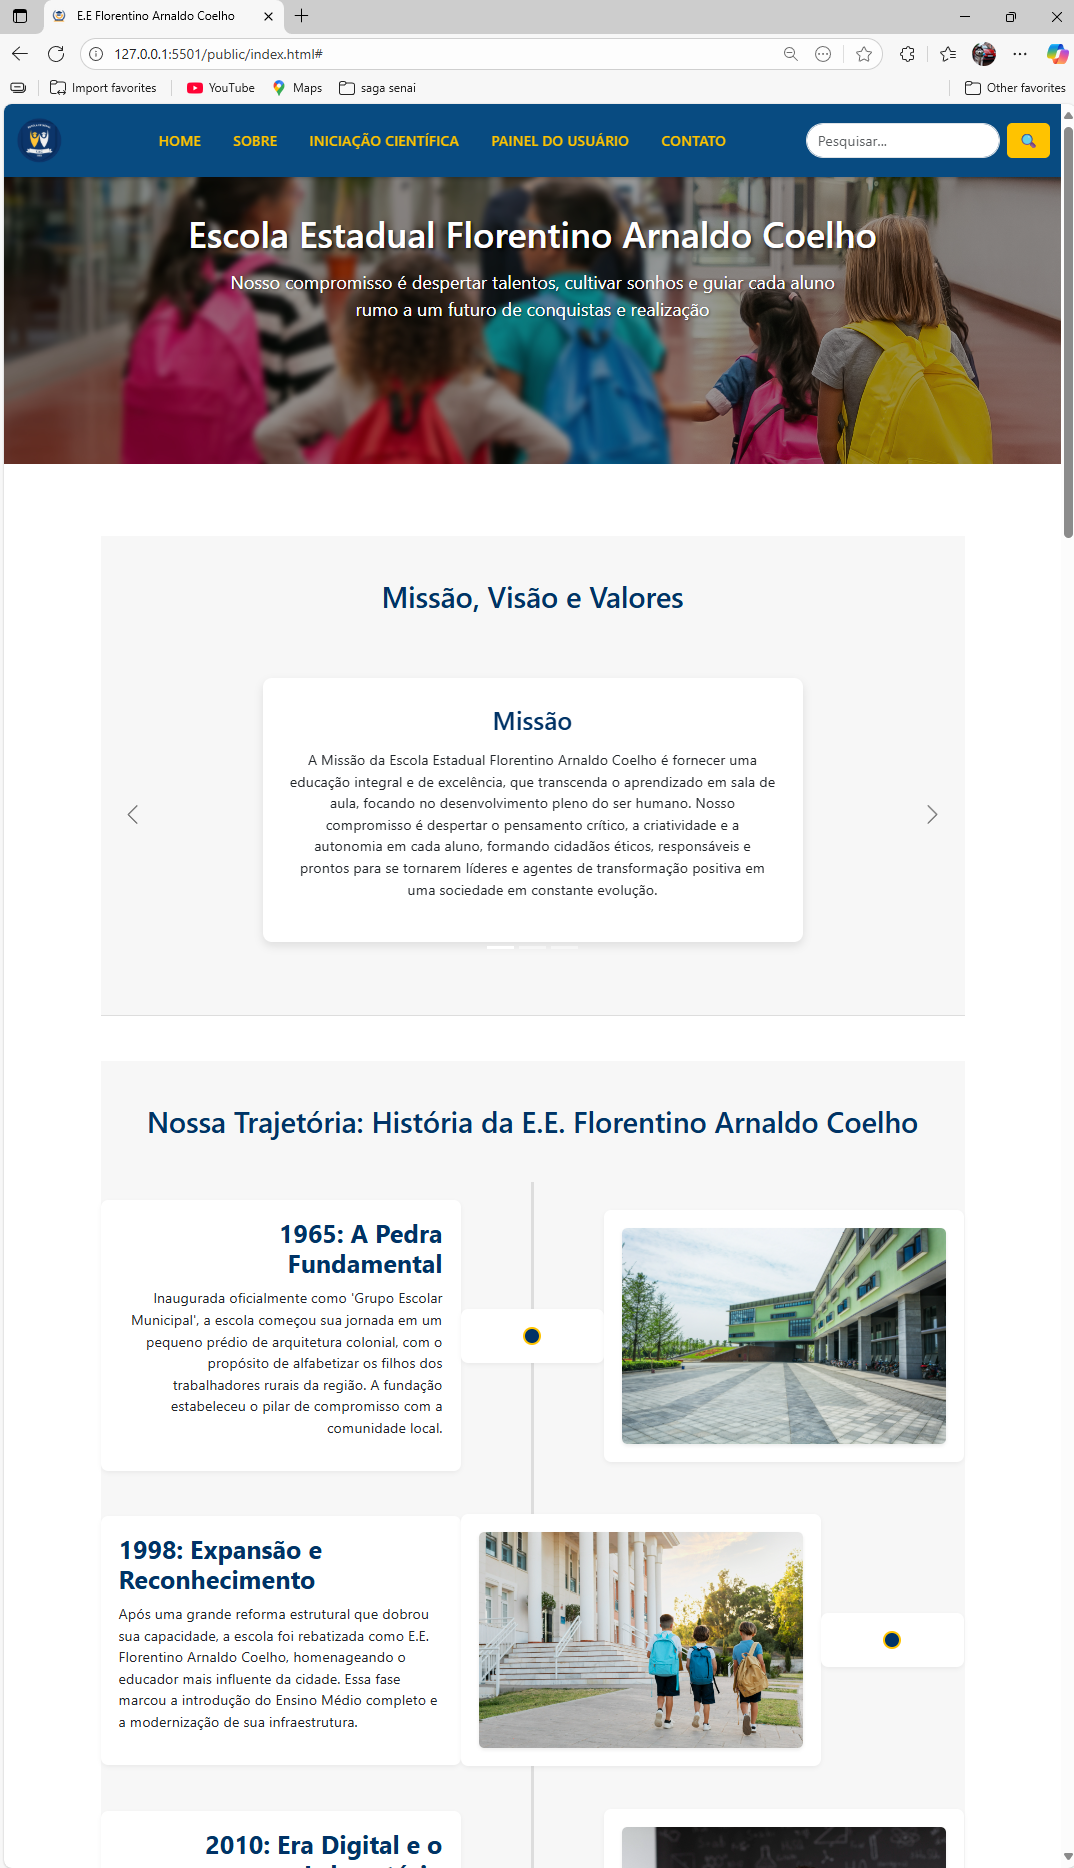 E.E Florentino Arnaldo Coelho
127.0.0.1:5501/public/index.html#
Import favorites
YouTube
Maps
saga senai
Other favorites
HOME
SOBRE
INICIAÇÃO CIENTÍFICA
PAINEL DO USUÁRIO
CONTATO
Pesquisar...
Escola Estadual Florentino Arnaldo Coelho
Nosso compromisso é despertar talentos, cultivar sonhos e guiar cada aluno
rumo a um futuro de conquistas e realização
Missão, Visão e Valores
Missão
A Missão da Escola Estadual Florentino Arnaldo Coelho é fornecer uma
educação integral e de excelência, que transcenda o aprendizado em sala de
aula, focando no desenvolvimento pleno do ser humano. Nosso
compromisso é despertar o pensamento crítico, a criatividade e a
autonomia em cada aluno, formando cidadãos éticos, responsáveis e
prontos para se tornarem líderes e agentes de transformação positiva em
uma sociedade em constante evolução.
Nossa Trajetória: História da E.E. Florentino Arnaldo Coelho
1965: A Pedra
Fundamental
Inaugurada oficialmente como 'Grupo Escolar
Municipal', a escola começou sua jornada em um
pequeno prédio de arquitetura colonial, com o
propósito de alfabetizar os filhos dos
trabalhadores rurais da região. A fundação
estabeleceu o pilar de compromisso com a
comunidade local.
1998: Expansão e
Reconhecimento
Após uma grande reforma estrutural que dobrou
sua capacidade, a escola foi rebatizada como E.E.
Florentino Arnaldo Coelho, homenageando o
educador mais influente da cidade. Essa fase
marcou a introdução do Ensino Médio completo e
a modernização de sua infraestrutura.
2010: Era Digital e o